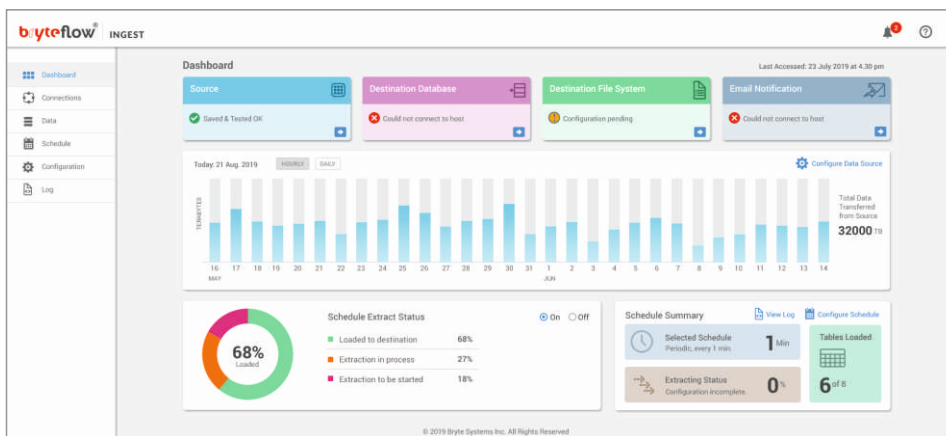 bryteflow® INGEST
2
?
Dashboard
Connections
Data
Schedule
Configuration
Log
Dashboard
Last Accessed: 23 July 2019 at 4.30 pm
Source
Saved & Tested OK
Destination Database
Could not connect to host
Destination File System
Configuration pending
Email Notification
Could not connect to host
Today: 21 Aug. 2019 HOURLY DAILY
Configure Data Source
TERABYTES
16 17 18 19 20 21 22 23 24 25 26 27 28 29 30 31 1 2 3 4 5 6 7 8 9 10 11 12 13 14
MAY JUN
Total Data
Transferred
from Source
32000 TB
68%
Loaded
Schedule Extract Status
On Off
Loaded to destination 68%
Extraction in process 27%
Extraction to be started 18%
Schedule Summary
View Log
Configure Schedule
Selected Schedule
Periodic, every 1 min.
1 Min
Extracting Status
Configuration incomplete.
0 %
Tables Loaded
6 of 8
© 2019 Bryte Systems Inc. All Rights Reserved